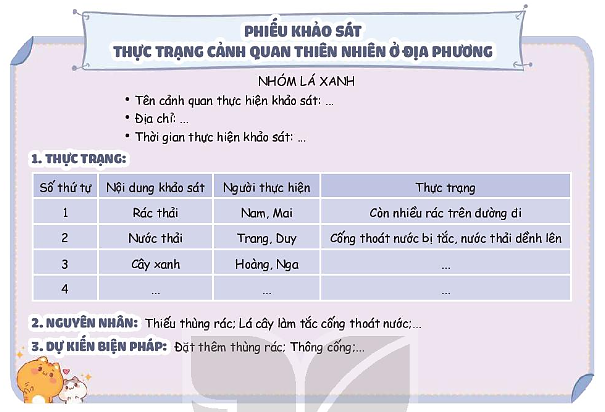 PHIẾU KHẢO SÁT
THỰC TRẠNG CẢNH QUAN THIÊN NHIÊN Ở ĐỊA PHƯƠNG
NHÓM LÁ XANH
• Tên cảnh quan thực hiện khảo sát: ...
• Địa chỉ: ...
• Thời gian thực hiện khảo sát: ...
1. THỰC TRẠNG:
Số thứ tự Nội dung khảo sát Người thực hiện Thực trạng
1 Rác thải Nam, Mai Còn nhiều rác trên đường đi
2 Nước thải Trang, Duy Cống thoát nước bị tắc, nước thải dềnh lên
3 Cây xanh Hoàng, Nga ...
4 ... ... ...
2. NGUYÊN NHÂN: Thiếu thùng rác; Lá cây làm tắc cống thoát nước;...
3. DỰ KIẾN BIỆN PHÁP: Đặt thêm thùng rác; Thông cống;...